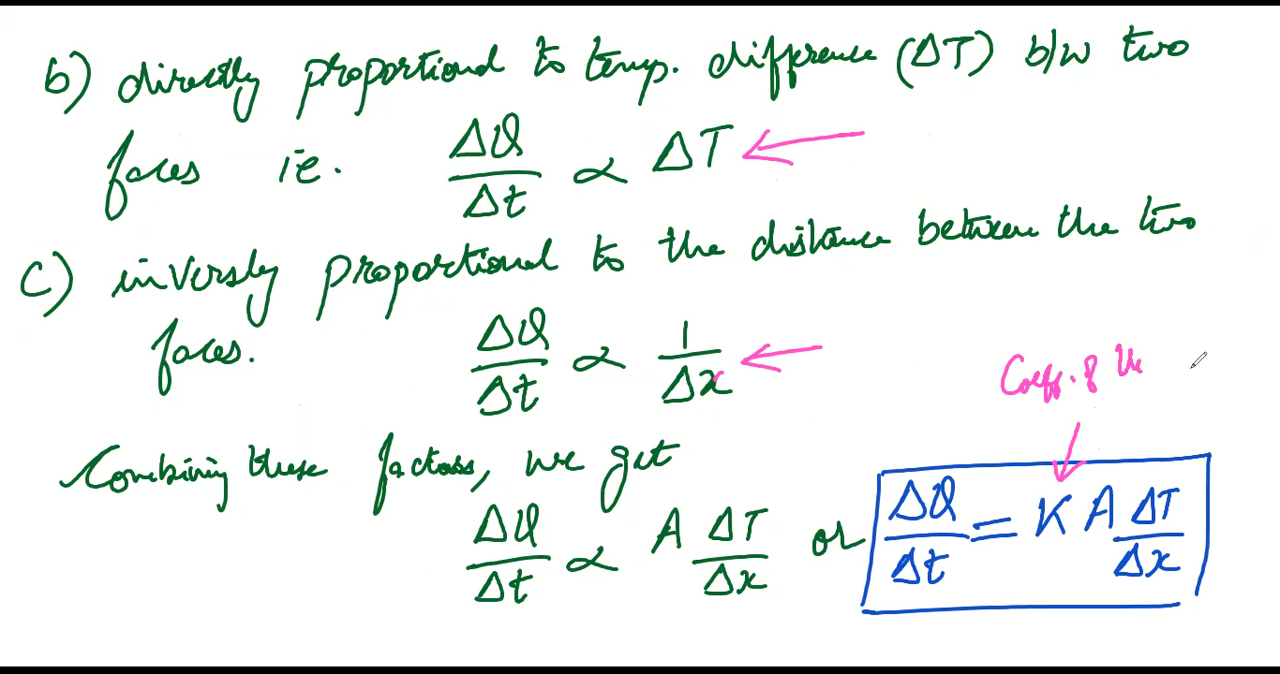 b) directly proportional to temp. difference (ΔT) b/w two
faces ie. ΔQ/Δt ∝ ΔT
c) inversly proportional to the distance between the two
faces. ΔQ/Δt ∝ 1/Δx
Coeff. of
Combining these factors, we get
ΔQ/Δt ∝ A ΔT/Δx or ΔQ/Δt = K A ΔT/Δx